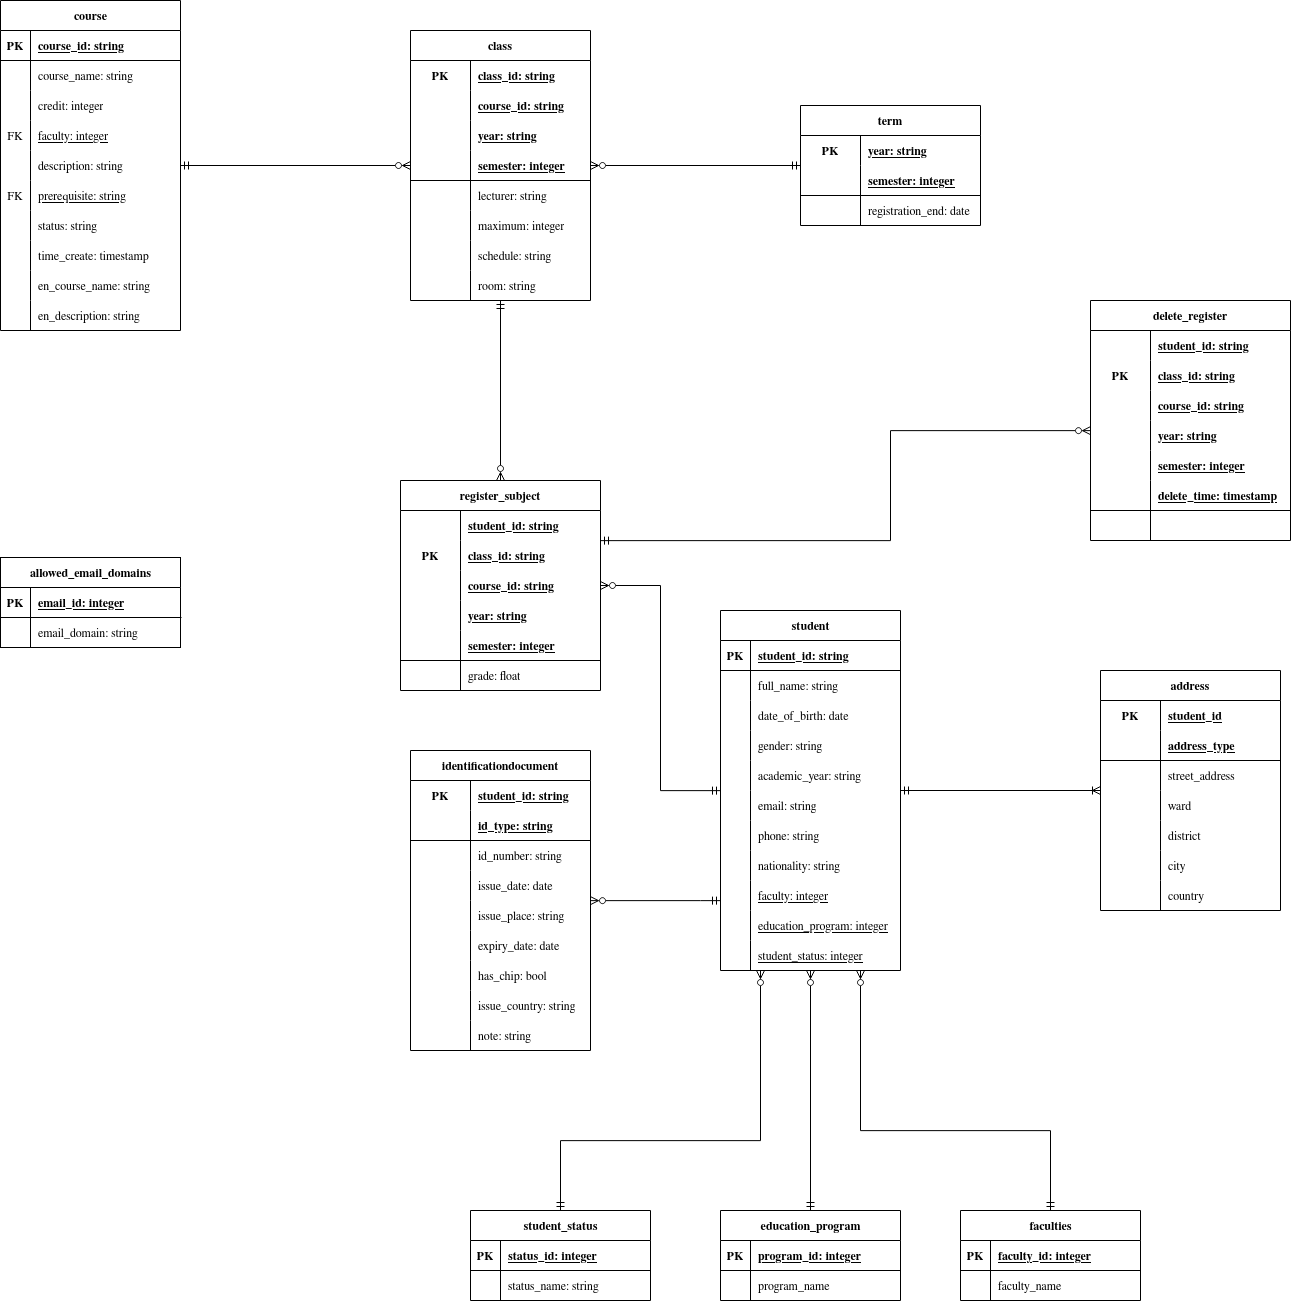 course
PK course_id: string
course_name: string
credit: integer
FK faculty: integer
description: string
FK prerequisite: string
status: string
time_create: timestamp
en_course_name: string
en_description: string
class
PK class_id: string
course_id: string
year: string
semester: integer
lecturer: string
maximum: integer
schedule: string
room: string
term
PK year: string
semester: integer
registration_end: date
delete_register
student_id: string
PK class_id: string
course_id: string
year: string
semester: integer
delete_time: timestamp
register_subject
student_id: string
PK class_id: string
course_id: string
year: string
semester: integer
grade: float
allowed_email_domains
PK email_id: integer
email_domain: string
student
PK student_id: string
full_name: string
date_of_birth: date
gender: string
academic_year: string
email: string
phone: string
nationality: string
faculty: integer
education_program: integer
student_status: integer
address
PK student_id
address_type
street_address
ward
district
city
country
identificationdocument
PK student_id: string
id_type: string
id_number: string
issue_date: date
issue_place: string
expiry_date: date
has_chip: bool
issue_country: string
note: string
student_status
PK status_id: integer
status_name: string
education_program
PK program_id: integer
program_name
faculties
PK faculty_id: integer
faculty_name